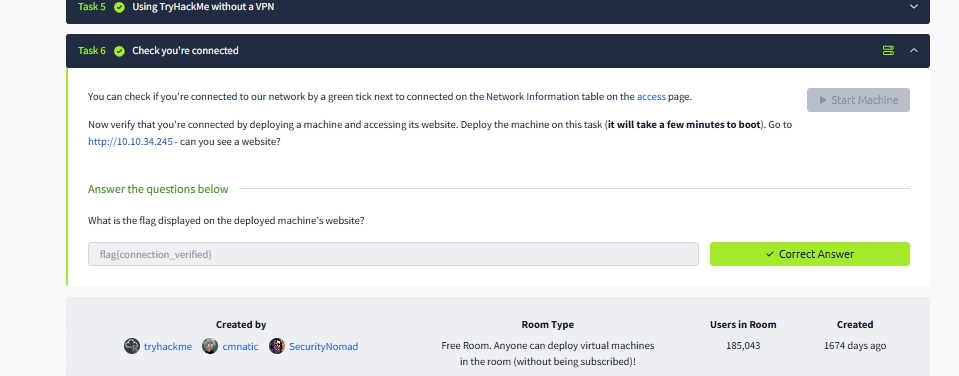 Task 5 Using TryHackMe without a VPN
Task 6 Check you're connected
You can check if you're connected to our network by a green tick next to connected on the Network Information table on the access page.
Start Machine
Now verify that you're connected by deploying a machine and accessing its website. Deploy the machine on this task (it will take a few minutes to boot). Go to
http://10.10.34.245 - can you see a website?
Answer the questions below
What is the flag displayed on the deployed machine's website?
flag{connection_verified}
Correct Answer
Created by
Room Type
Users in Room
Created
tryhackme cmnatic SecurityNomad
Free Room. Anyone can deploy virtual machines
in the room (without being subscribed)!
185,043
1674 days ago